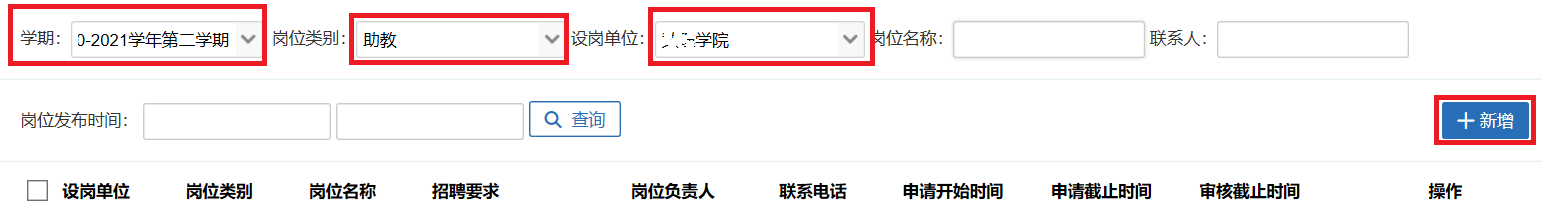 学期： 0-2021学年第二学期 岗位类别： 助教 设岗单位： 学院 岗位名称： 联系人：
岗位发布时间： 查询 新增
设岗单位 岗位类别 岗位名称 招聘要求 岗位负责人 联系电话 申请开始时间 申请截止时间 审核截止时间 操作